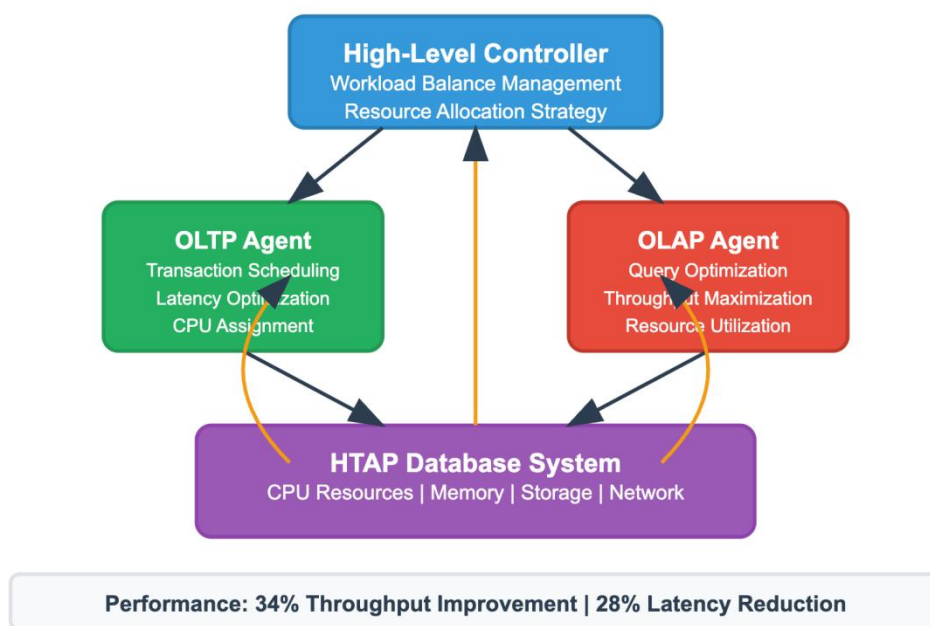 High-Level Controller
Workload Balance Management
Resource Allocation Strategy
OLTP Agent
Transaction Scheduling
Latency Optimization
CPU Assignment
OLAP Agent
Query Optimization
Throughput Maximization
Resource Utilization
HTAP Database System
CPU Resources | Memory | Storage | Network
Performance: 34% Throughput Improvement | 28% Latency Reduction